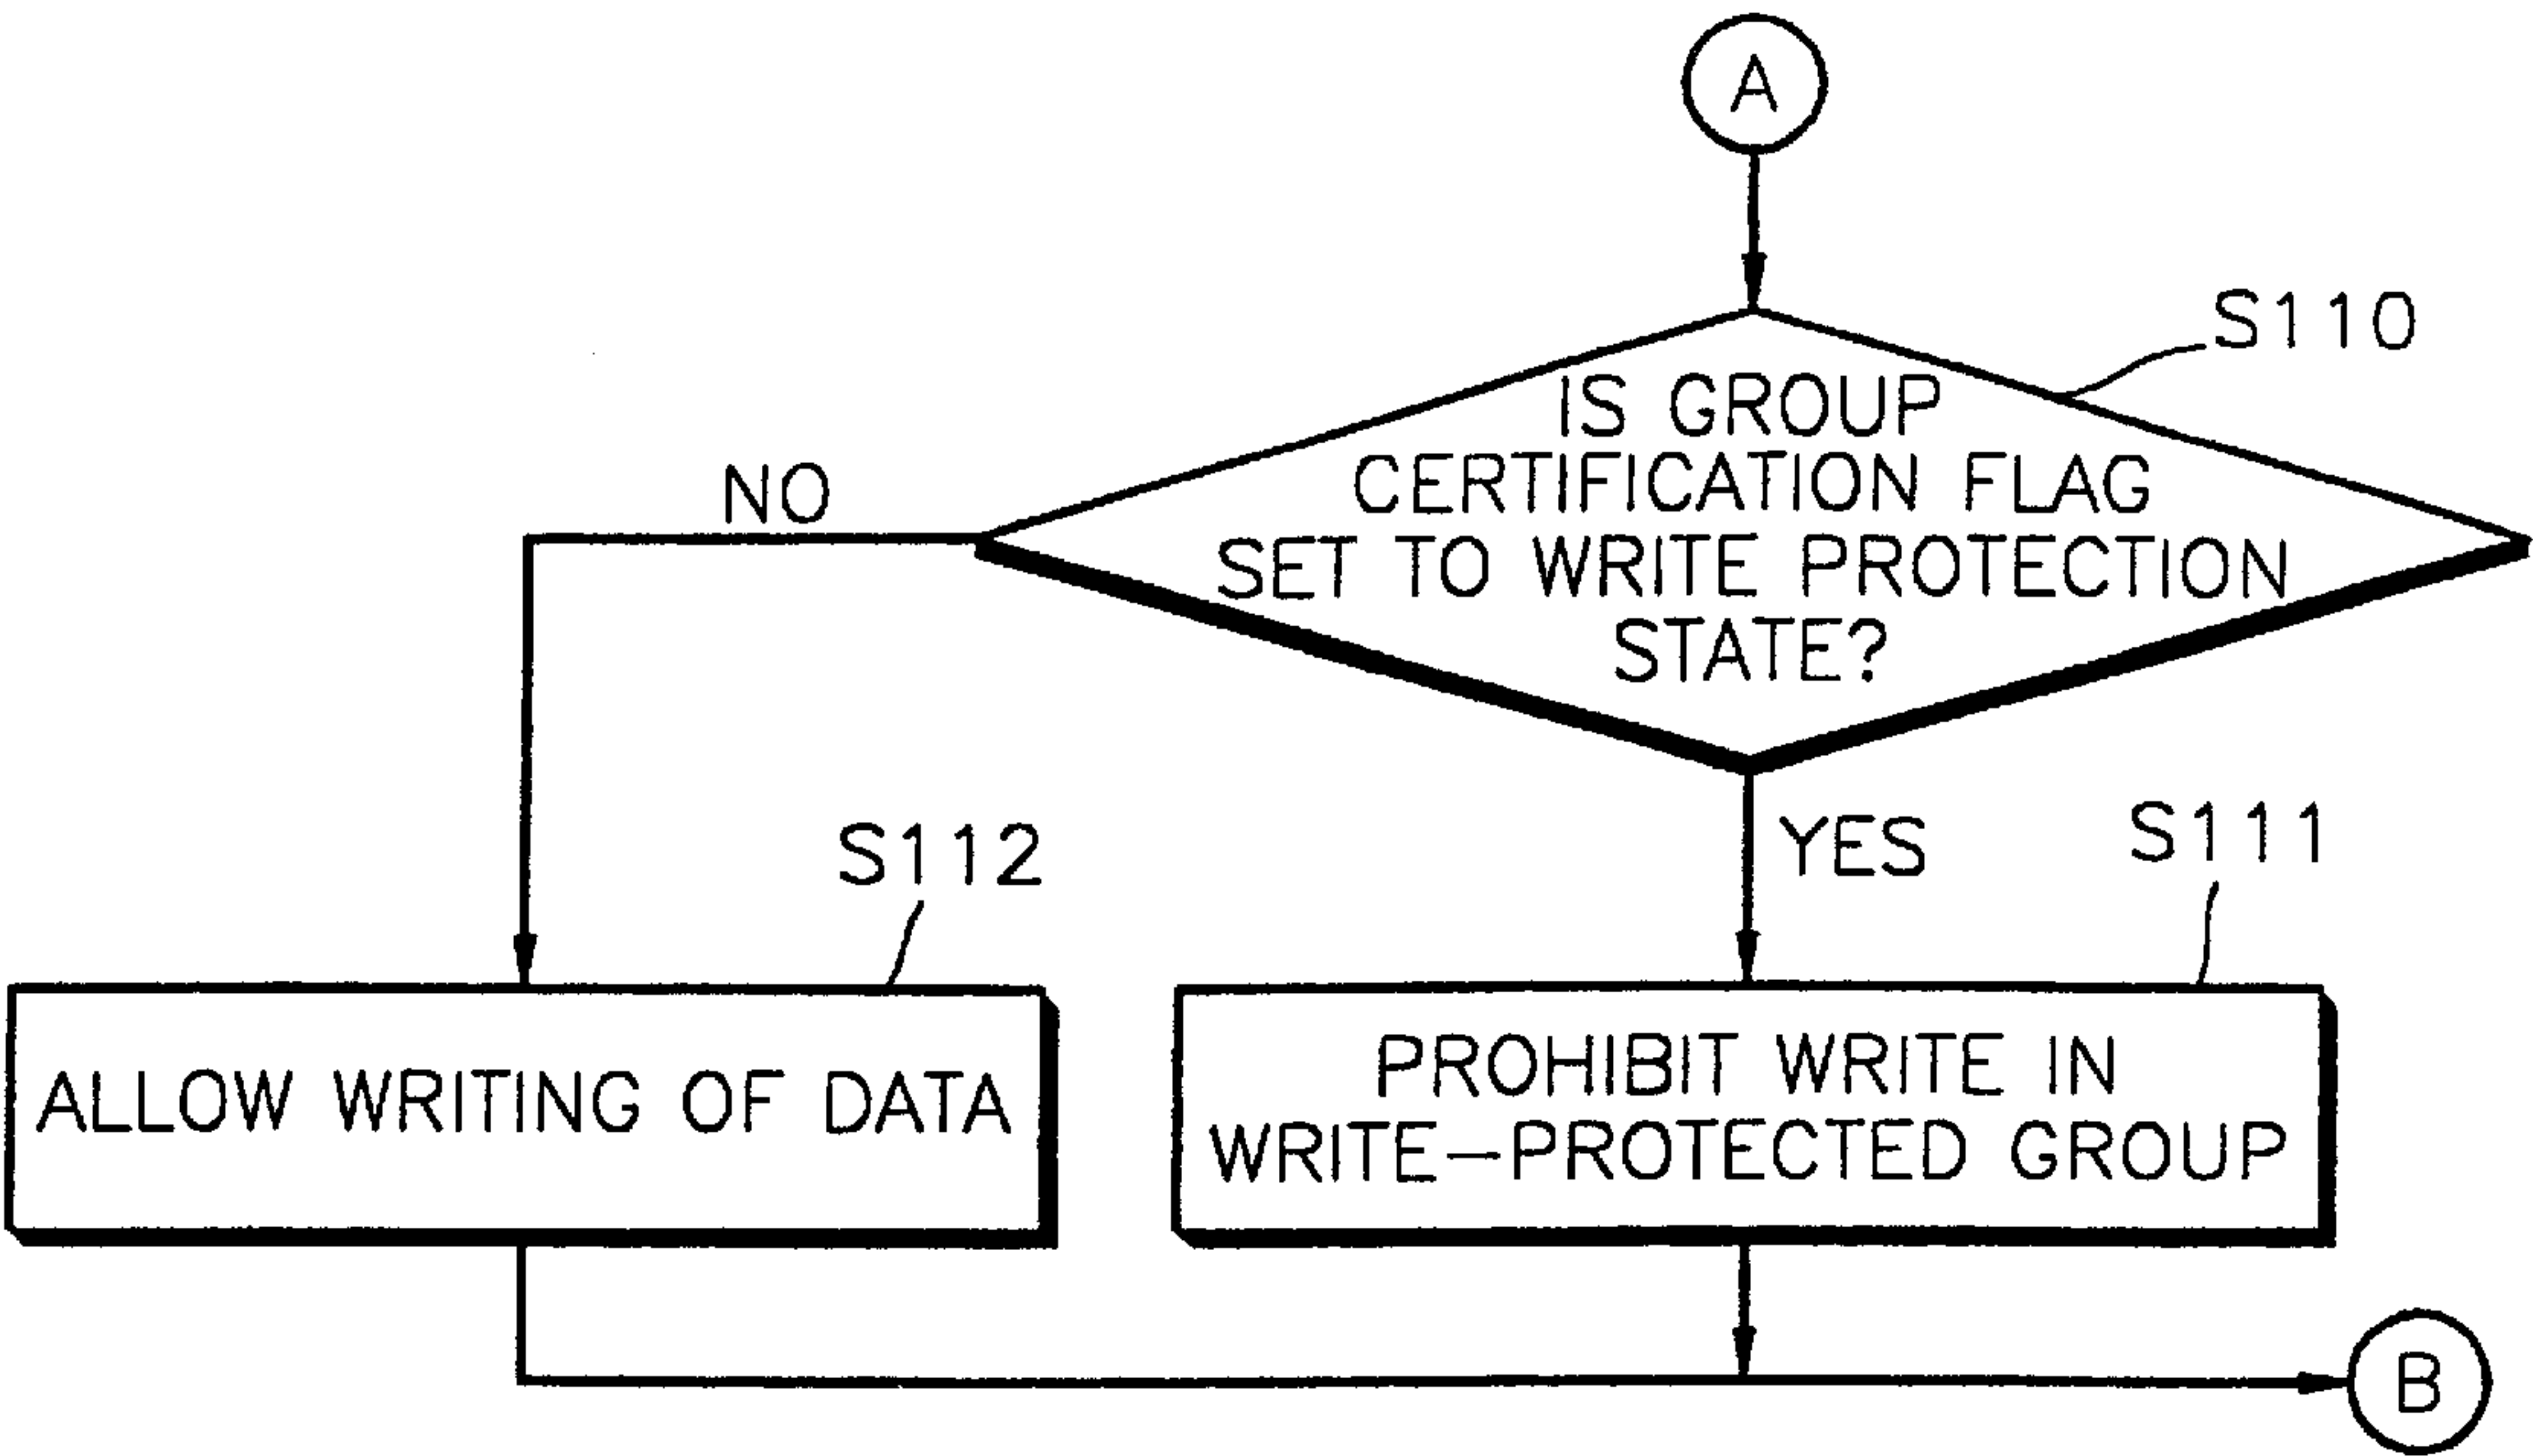 A
S110
IS GROUP
CERTIFICATION FLAG
SET TO WRITE PROTECTION
STATE?
NO
YES
S112
S111
ALLOW WRITING OF DATA
PROHIBIT WRITE IN
WRITE-PROTECTED GROUP
B